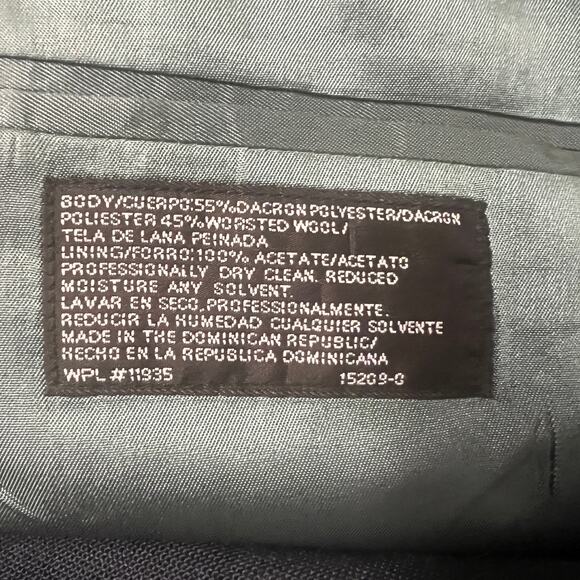 BODY/CUERPO:55%DACRON POLYESTER/DACRON
POLIESTER 45%WORSTED WOOL/
TELA DE LANA PEINADA
LINING/FORRO:100% ACETATE/ACETATO
PROFESSIONALLY DRY CLEAN. REDUCED
MOISTURE ANY SOLVENT.
LAVAR EN SECO.PROFESSIONALMENTE.
REDUCIR LA HUMEDAD CUALQUIER SOLVENTE
MADE IN THE DOMINICAN REPUBLIC/
HECHO EN LA REPUBLICA DOMINICANA
WPL #11935 15209-0